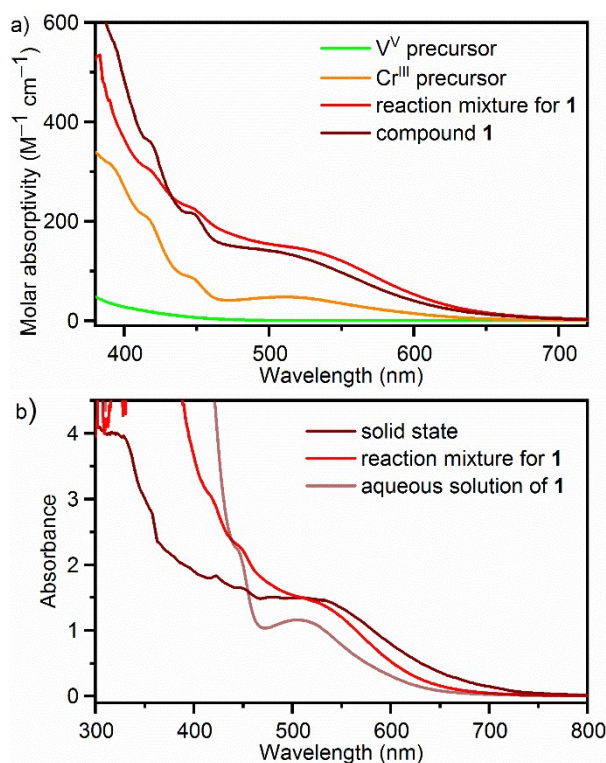 a)
600
400
200
0
Molar absorptivity (M⁻¹ cm⁻¹)
Vⱽ precursor
Crᴵᴵᴵ precursor
reaction mixture for 1
compound 1
400 500 600 700
Wavelength (nm)
b)
4
3
2
1
0
Absorbance
solid state
reaction mixture for 1
aqueous solution of 1
300 400 500 600 700 800
Wavelength (nm)